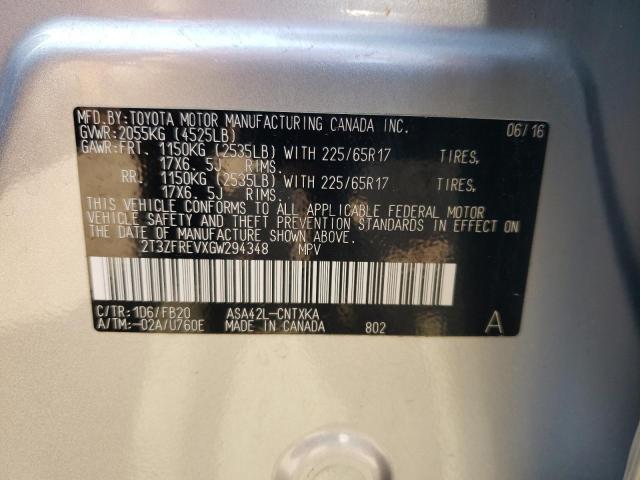 MFD.BY:TOYOTA MOTOR MANUFACTURING CANADA INC. 06/16
GVWR:2055KG (4525LB)
GAWR:FRT. 1150KG (2535LB) WITH 225/65R17 TIRES,
17X6. 5J RIMS.
RR. 1150KG (2535LB) WITH 225/65R17 TIRES,
17X6. 5J RIMS.
THIS VEHICLE CONFORMS TO ALL APPLICABLE FEDERAL MOTOR
VEHICLE SAFETY AND THEFT PREVENTION STANDARDS IN EFFECT ON
THE DATE OF MANUFACTURE SHOWN ABOVE.
2T3ZFREVXGW294348 MPV
C/TR:1D6/FB20 ASA42L-CNTXKA
A/TM:-02A/U760E MADE IN CANADA 802 A